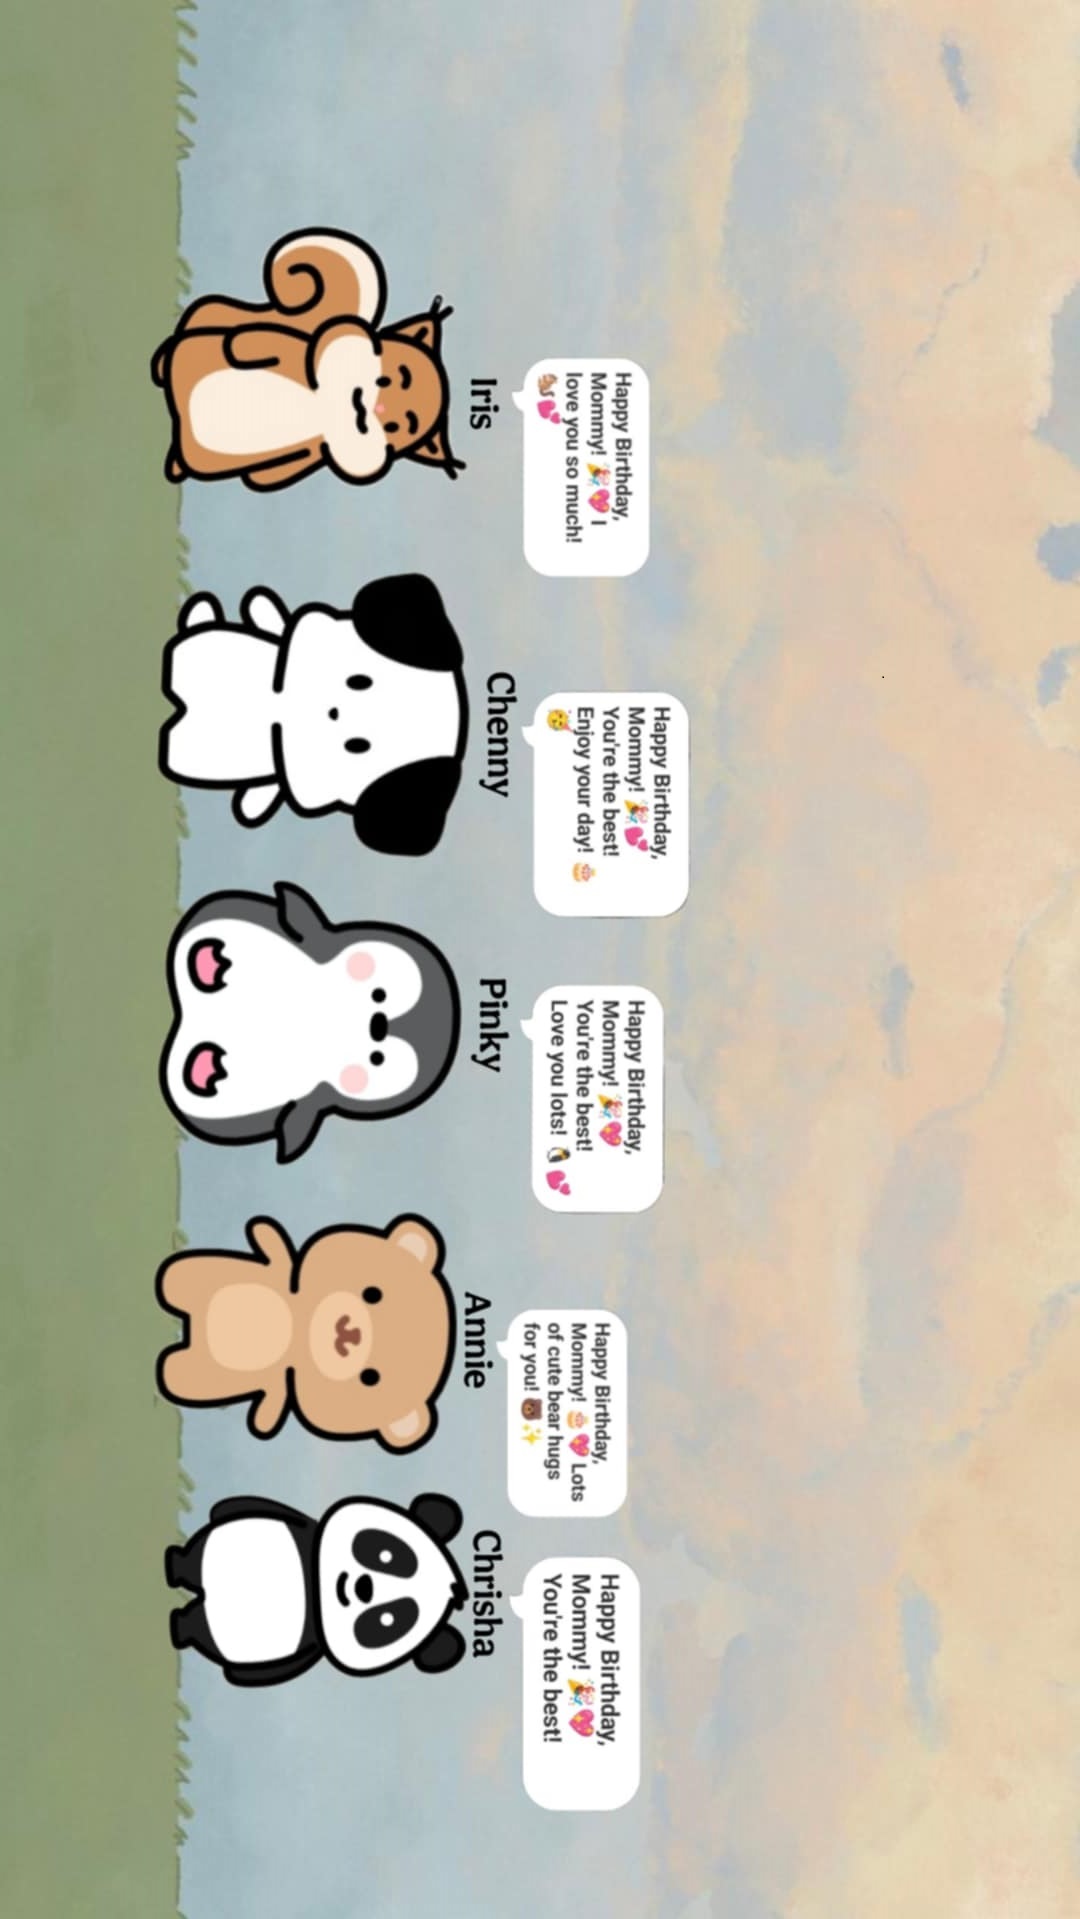 Happy Birthday,
Mommy! 🎉💖 I
love you so much!
🐿️💕
Iris
Happy Birthday,
Mommy! 🎉💕
You're the best!
Enjoy your day! 🎂
🥳
Chenny
Happy Birthday,
Mommy! 🎉💖
You're the best!
Love you lots! 🐧💕
Pinky
Happy Birthday,
Mommy! 🎂💖 Lots
of cute bear hugs
for you! 🐻✨
Annie
Happy Birthday,
Mommy! 🎉💖
You're the best!
Chrisha